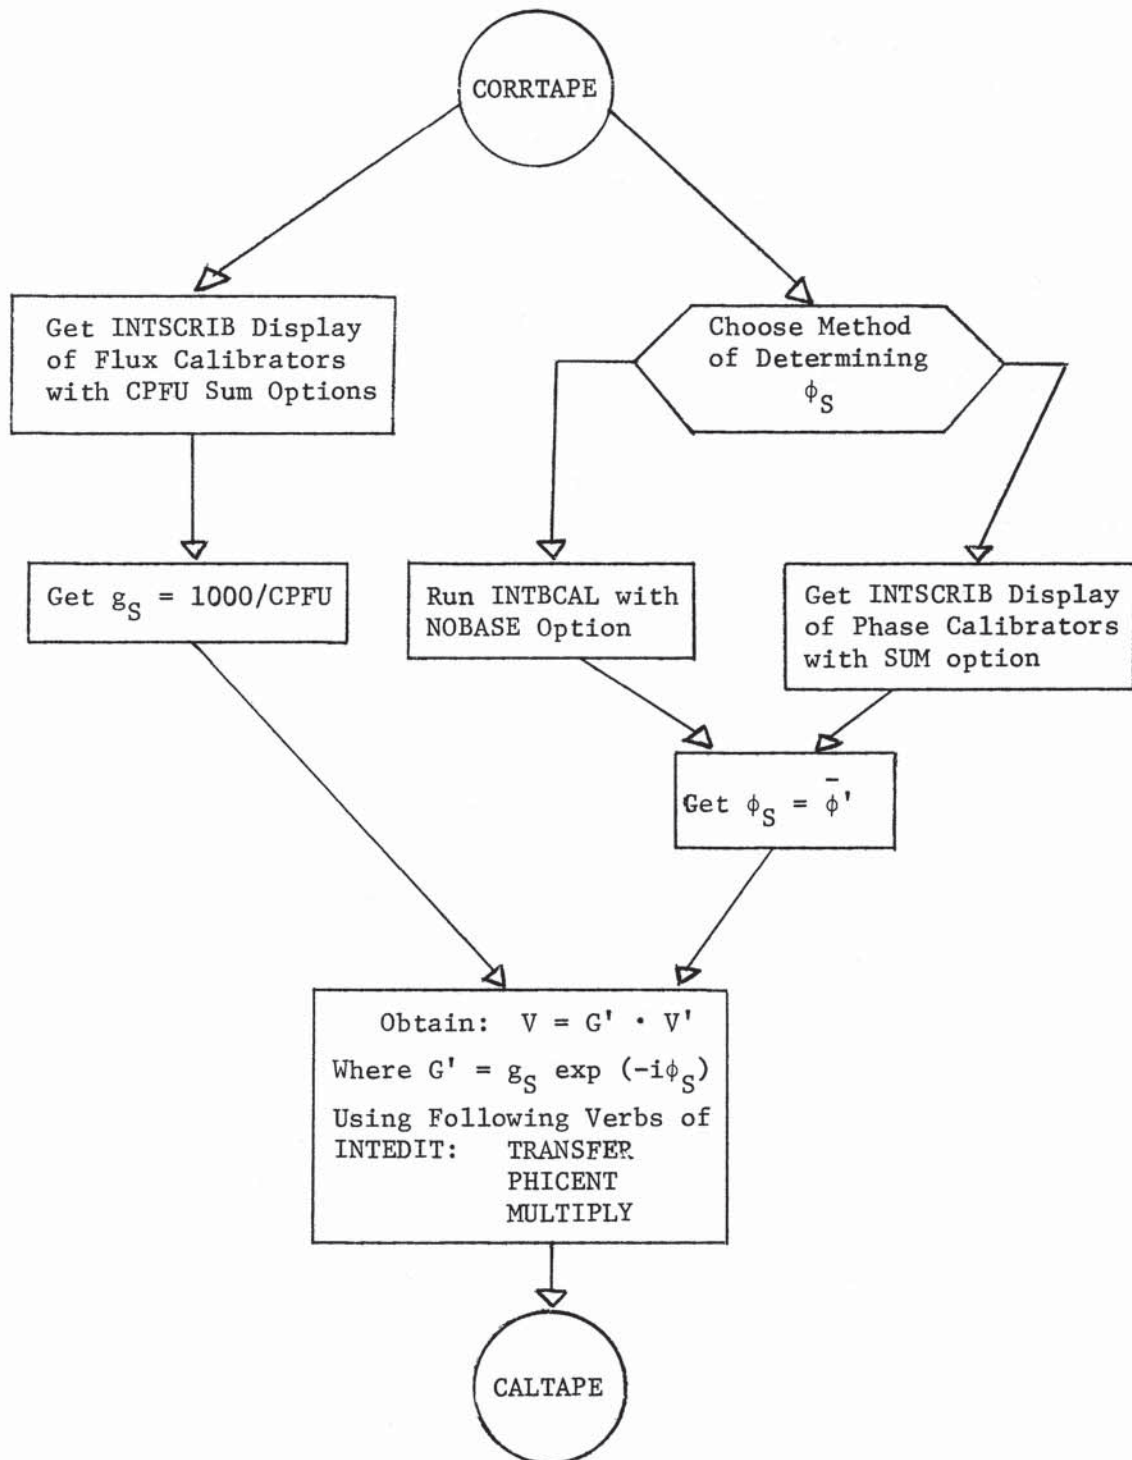 CORRTAPE
Get INTSCRIB Display
of Flux Calibrators
with CPFU Sum Options
Choose Method
of Determining
ϕS
Get gS = 1000/CPFU
Run INTBCAL with
NOBASE Option
Get INTSCRIB Display
of Phase Calibrators
with SUM option
Get ϕS = ϕ̄'
Obtain: V = G' · V'
Where G' = gS exp (-iϕS)
Using Following Verbs of
INTEDIT: TRANSFER
PHICENT
MULTIPLY
CALTAPE